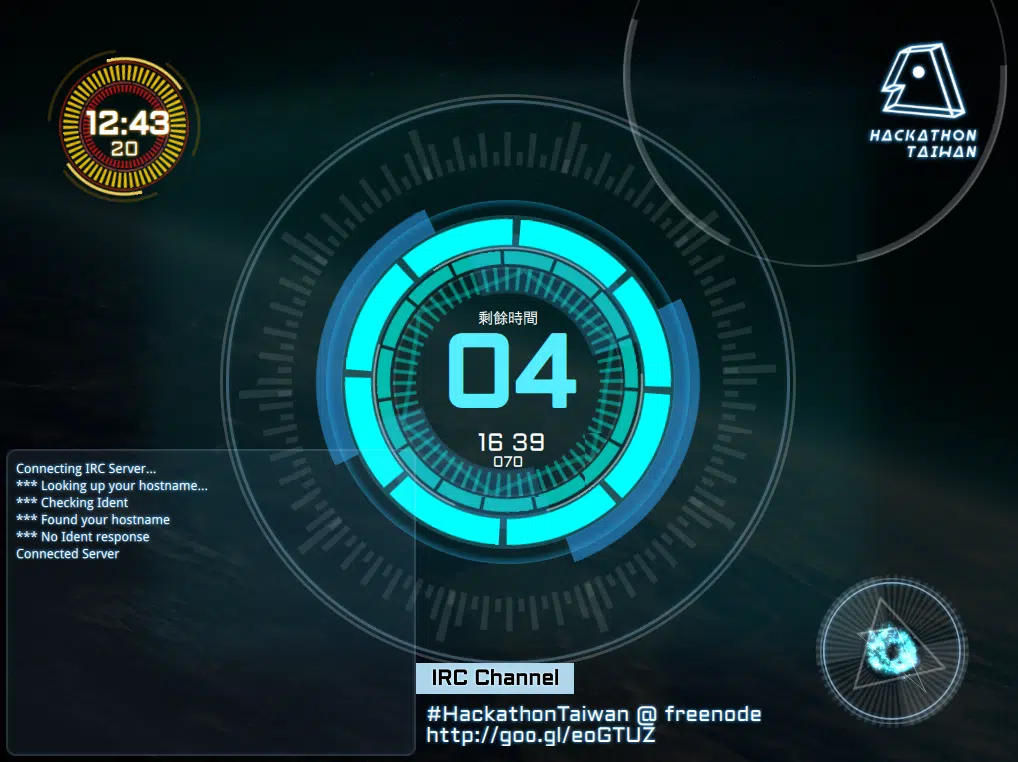 12:43
20
HACKATHON
TAIWAN
剩餘時間
04
16 39
070
Connecting IRC Server...
*** Looking up your hostname...
*** Checking Ident
*** Found your hostname
*** No Ident response
Connected Server
IRC Channel
#HackathonTaiwan @ freenode
http://goo.gl/eoGTUZ